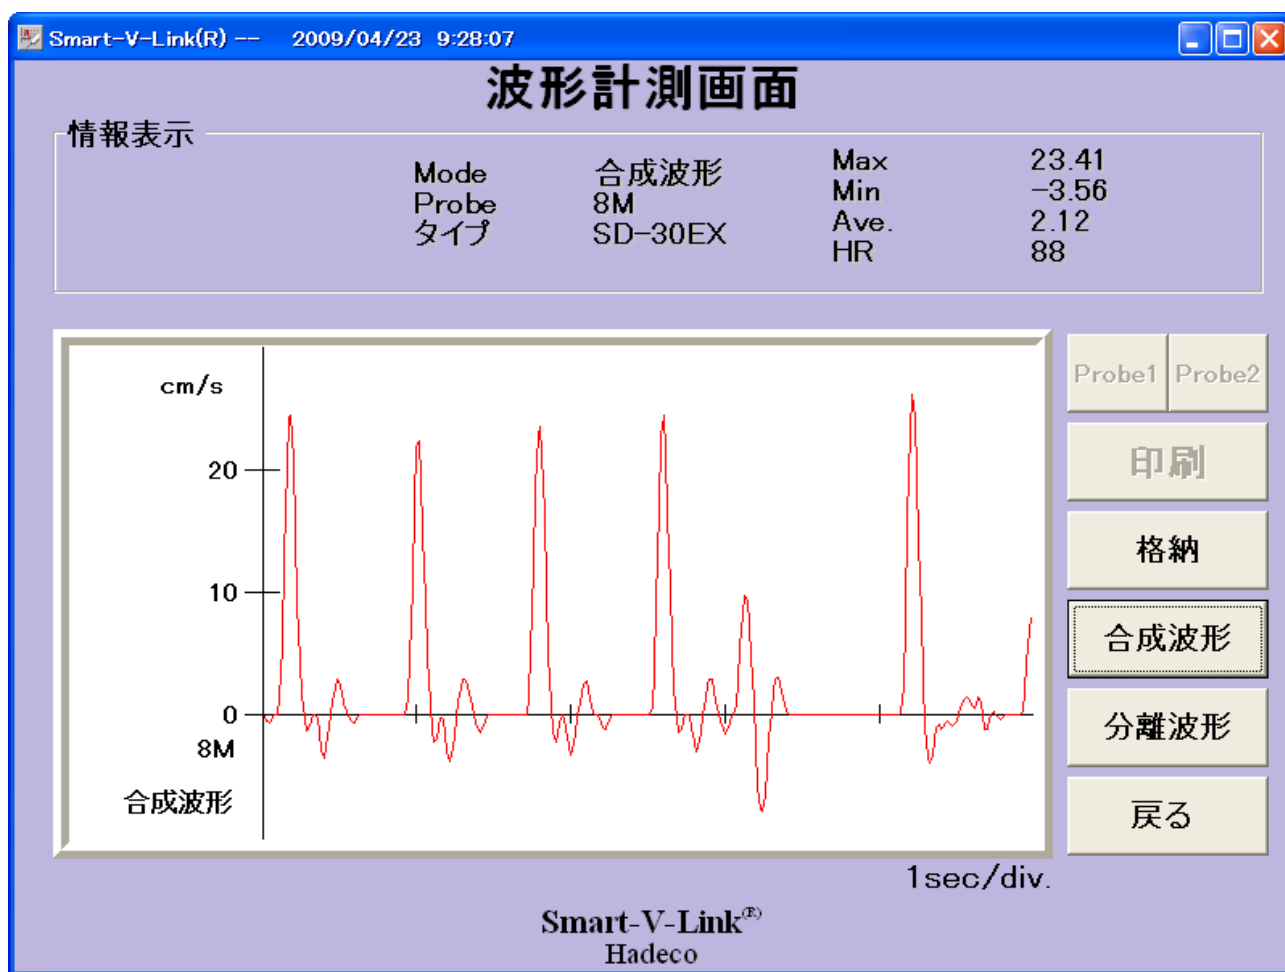 Smart-V-Link(R) -- 2009/04/23 9:28:07
波形計測画面
情報表示
Mode 合成波形
Probe 8M
タイプ SD-30EX
Max 23.41
Min -3.56
Ave. 2.12
HR 88
cm/s
20
10
0
8M
合成波形
1sec/div.
Probe1 Probe2
印刷
格納
合成波形
分離波形
戻る
Smart-V-Link(R)
Hadeco